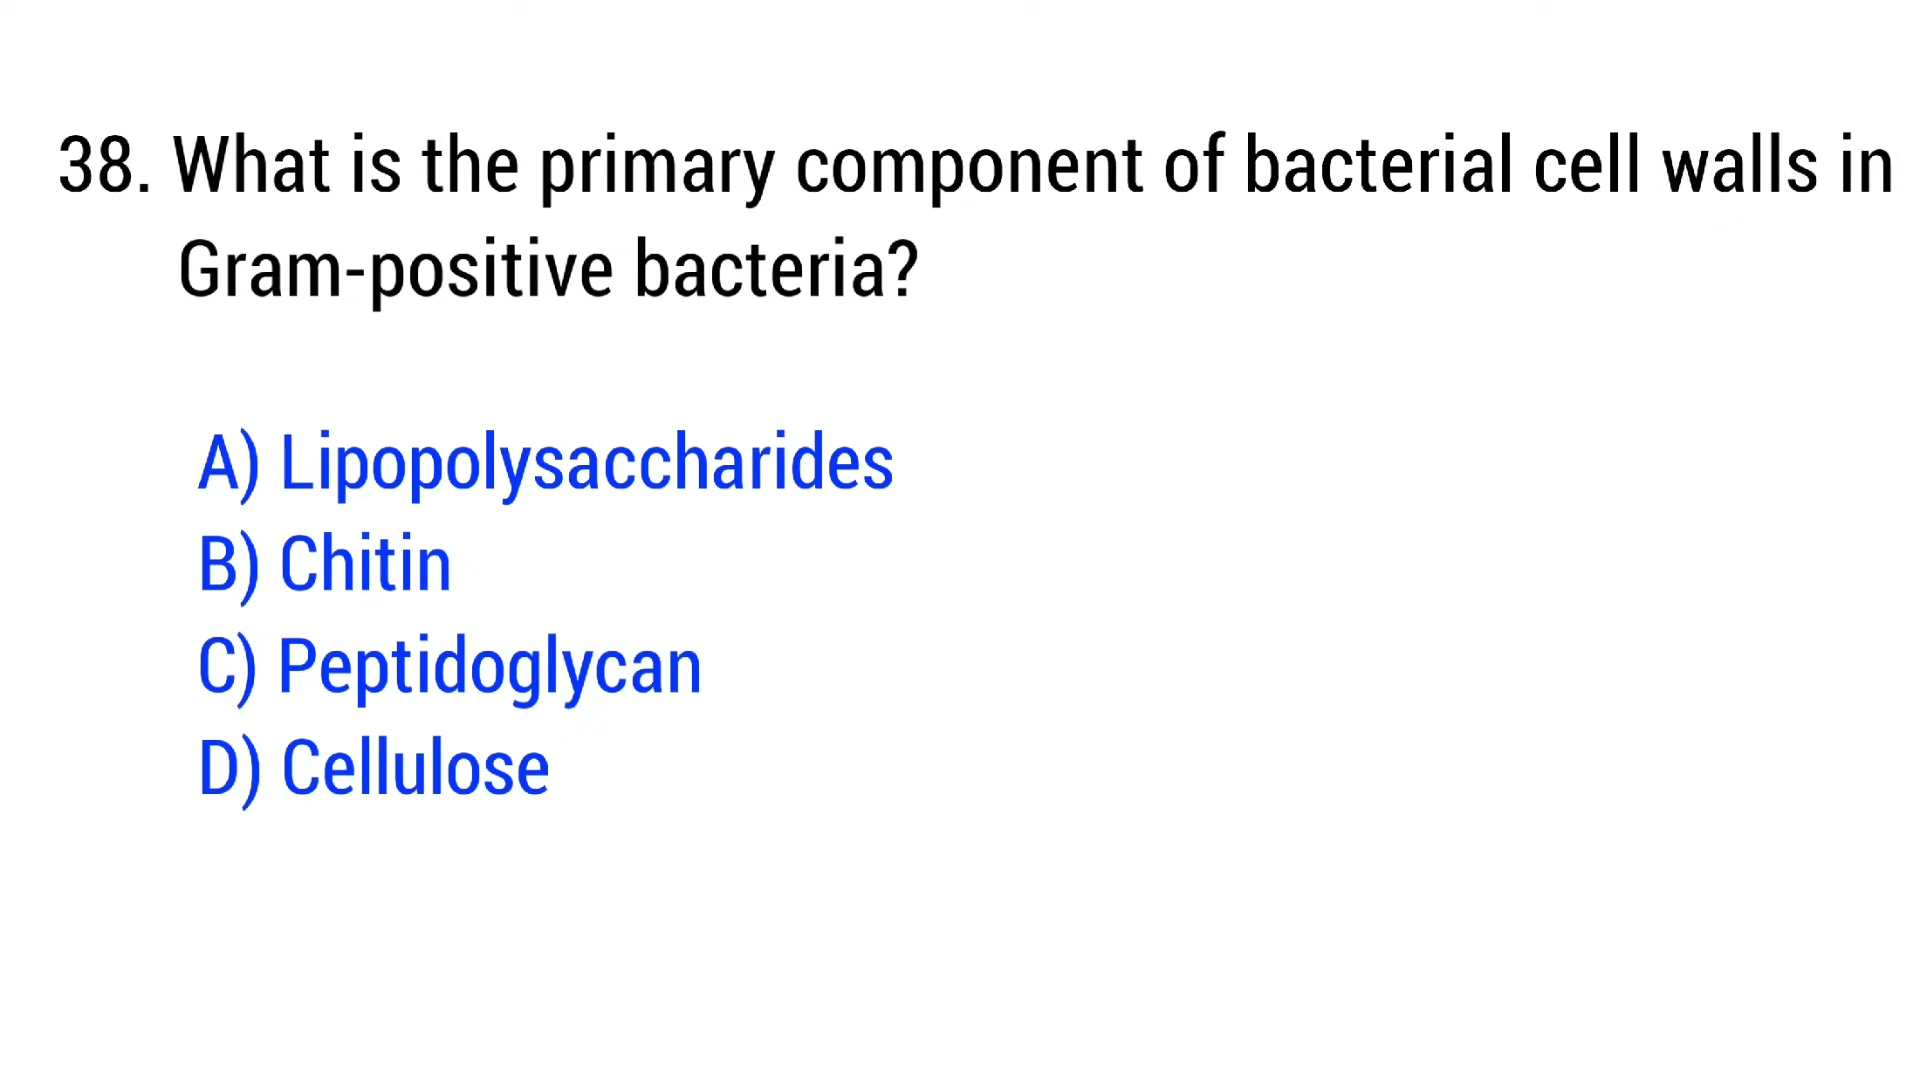 38. What is the primary component of bacterial cell walls in
Gram-positive bacteria?
A) Lipopolysaccharides
B) Chitin
C) Peptidoglycan
D) Cellulose